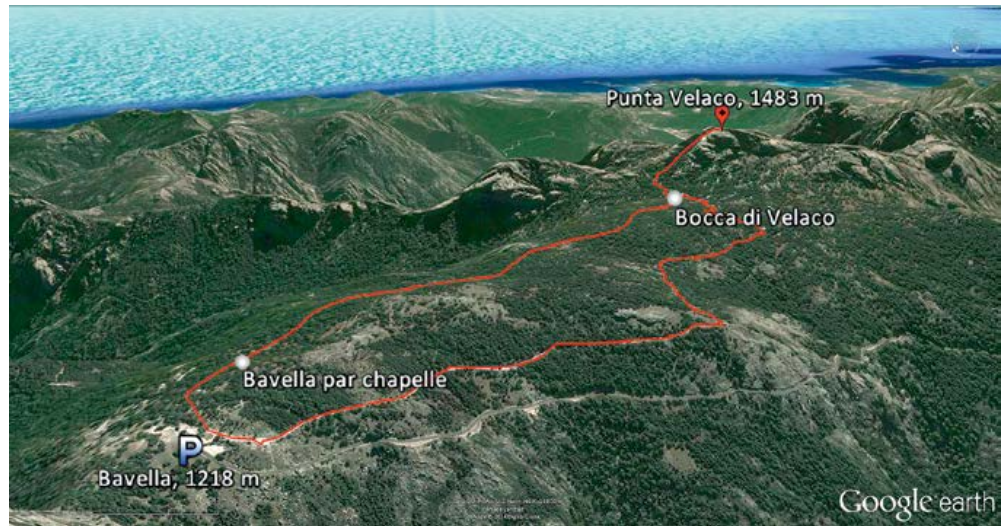 Punta Velaco, 1483 m
Bocca di Velaco
Bavella par chapelle
P
Bavella, 1218 m
Google earth